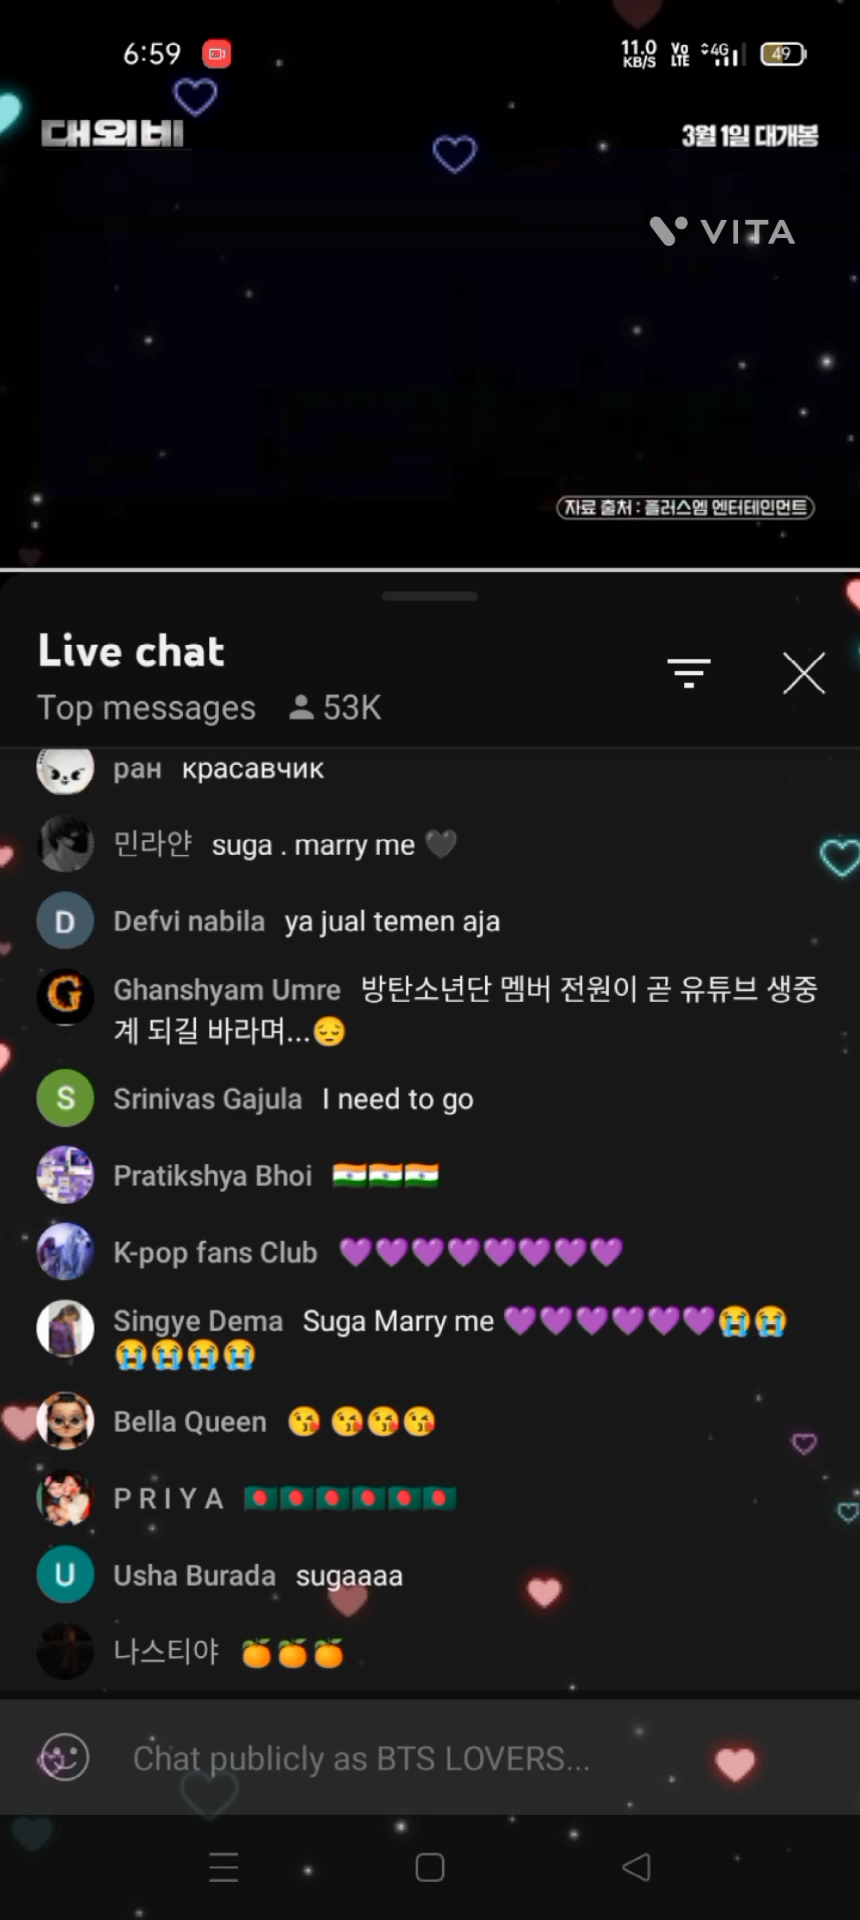 6:59
11.0 KB/S Vo LTE 4G 49
대외비
3월 1일 대개봉
VITA
자료 출처 : 플러스엠 엔터테인먼트
Live chat
Top messages 53K
ран красавчик
민라얀 suga . marry me 🖤
D Defvi nabila ya jual temen aja
G Ghanshyam Umre 방탄소년단 멤버 전원이 곧 유튜브 생중
계 되길 바라며...😔
S Srinivas Gajula I need to go
Pratikshya Bhoi 🇮🇳🇮🇳🇮🇳
K-pop fans Club 💜💜💜💜💜💜💜💜
Singye Dema Suga Marry me 💜💜💜💜💜💜😭😭
😭😭😭😭
Bella Queen 😘 😘😘😘
P R I Y A 🇧🇩🇧🇩🇧🇩🇧🇩🇧🇩🇧🇩
U Usha Burada sugaaaa
나스티야 🍊🍊🍊
Chat publicly as BTS LOVERS...